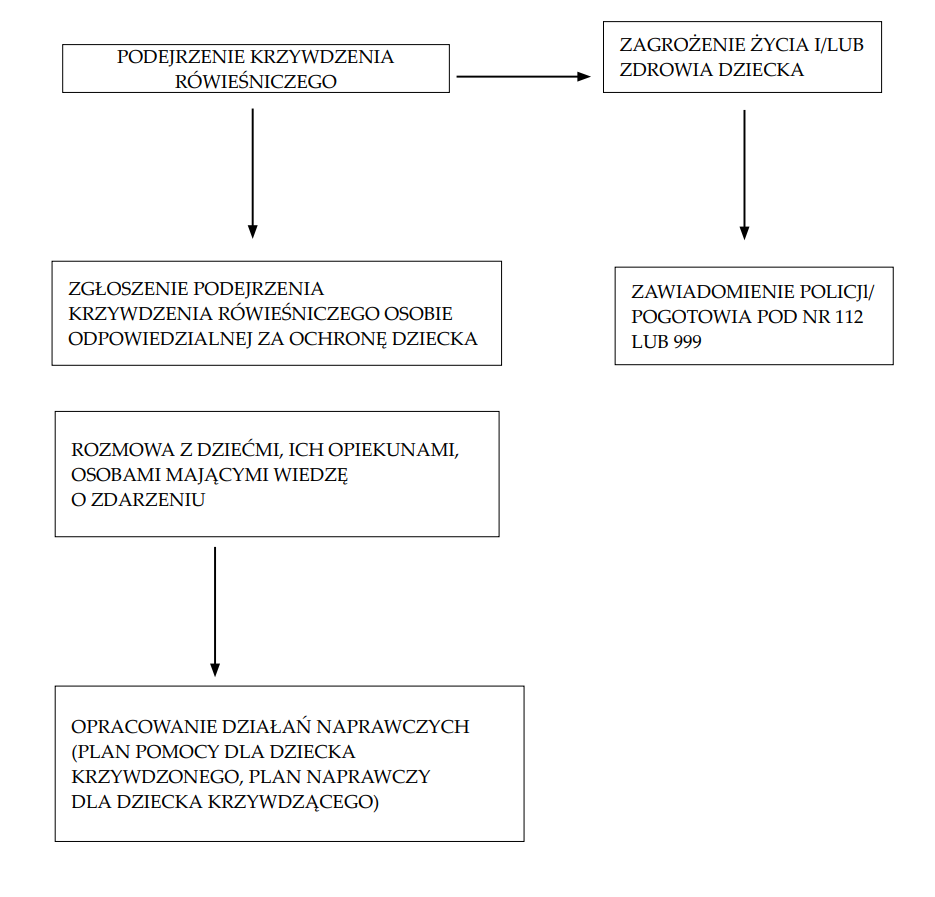 PODEJRZENIE KRZYWDZENIA
RÓWIEŚNICZEGO
ZAGROŻENIE ŻYCIA I/LUB
ZDROWIA DZIECKA
ZGŁOSZENIE PODEJRZENIA
KRZYWDZENIA RÓWIEŚNICZEGO OSOBIE
ODPOWIEDZIALNEJ ZA OCHRONĘ DZIECKA
ZAWIADOMIENIE POLICJI/
POGOTOWIA POD NR 112
LUB 999
ROZMOWA Z DZIEĆMI, ICH OPIEKUNAMI,
OSOBAMI MAJĄCYMI WIEDZĘ
O ZDARZENIU
OPRACOWANIE DZIAŁAŃ NAPRAWCZYCH
(PLAN POMOCY DLA DZIECKA
KRZYWDZONEGO, PLAN NAPRAWCZY
DLA DZIECKA KRZYWDZĄCEGO)